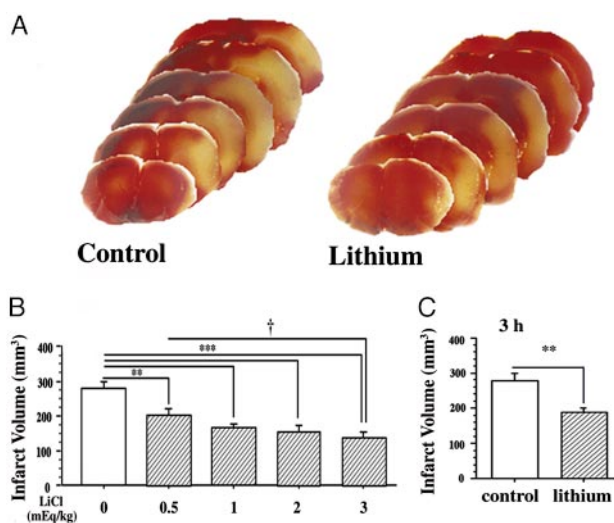 A
Control
Lithium
B
Infarct Volume (mm³)
400
300
200
100
0
†
***
**
LiCl
(mEq/kg)
0 0.5 1 2 3
C
3 h
Infarct Volume (mm³)
400
300
200
100
0
**
control lithium